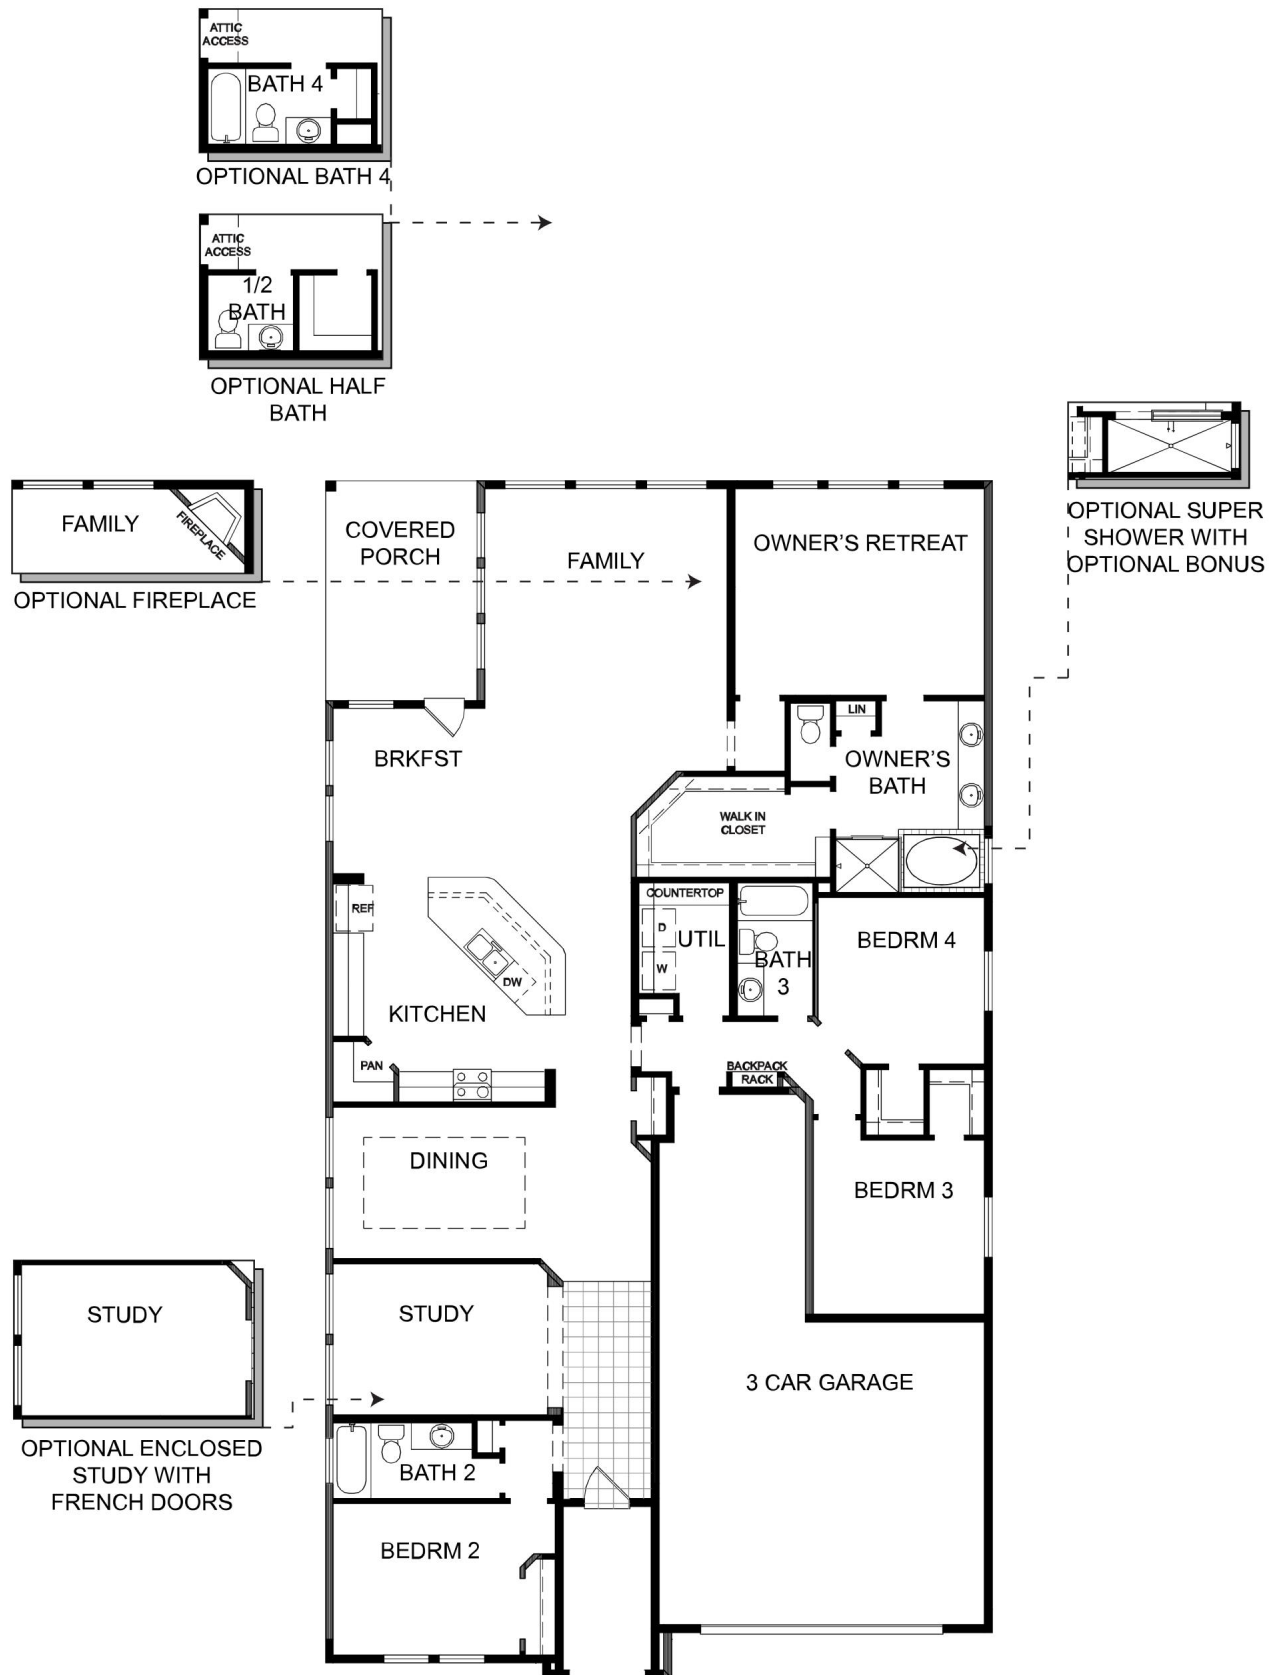 ATTIC
ACCESS
BATH 4
OPTIONAL BATH 4
ATTIC
ACCESS
1/2
BATH
OPTIONAL HALF
BATH
FAMILY
FIREPLACE
OPTIONAL FIREPLACE
COVERED
PORCH
FAMILY
OWNER'S RETREAT
OPTIONAL SUPER
SHOWER WITH
OPTIONAL BONUS
LIN
BRKFST
OWNER'S
BATH
WALK IN
CLOSET
REF
COUNTERTOP
D
UTIL
W
BATH
3
BEDRM 4
DW
KITCHEN
PAN
BACKPACK
RACK
DINING
BEDRM 3
STUDY
STUDY
3 CAR GARAGE
OPTIONAL ENCLOSED
STUDY WITH
FRENCH DOORS
BATH 2
BEDRM 2